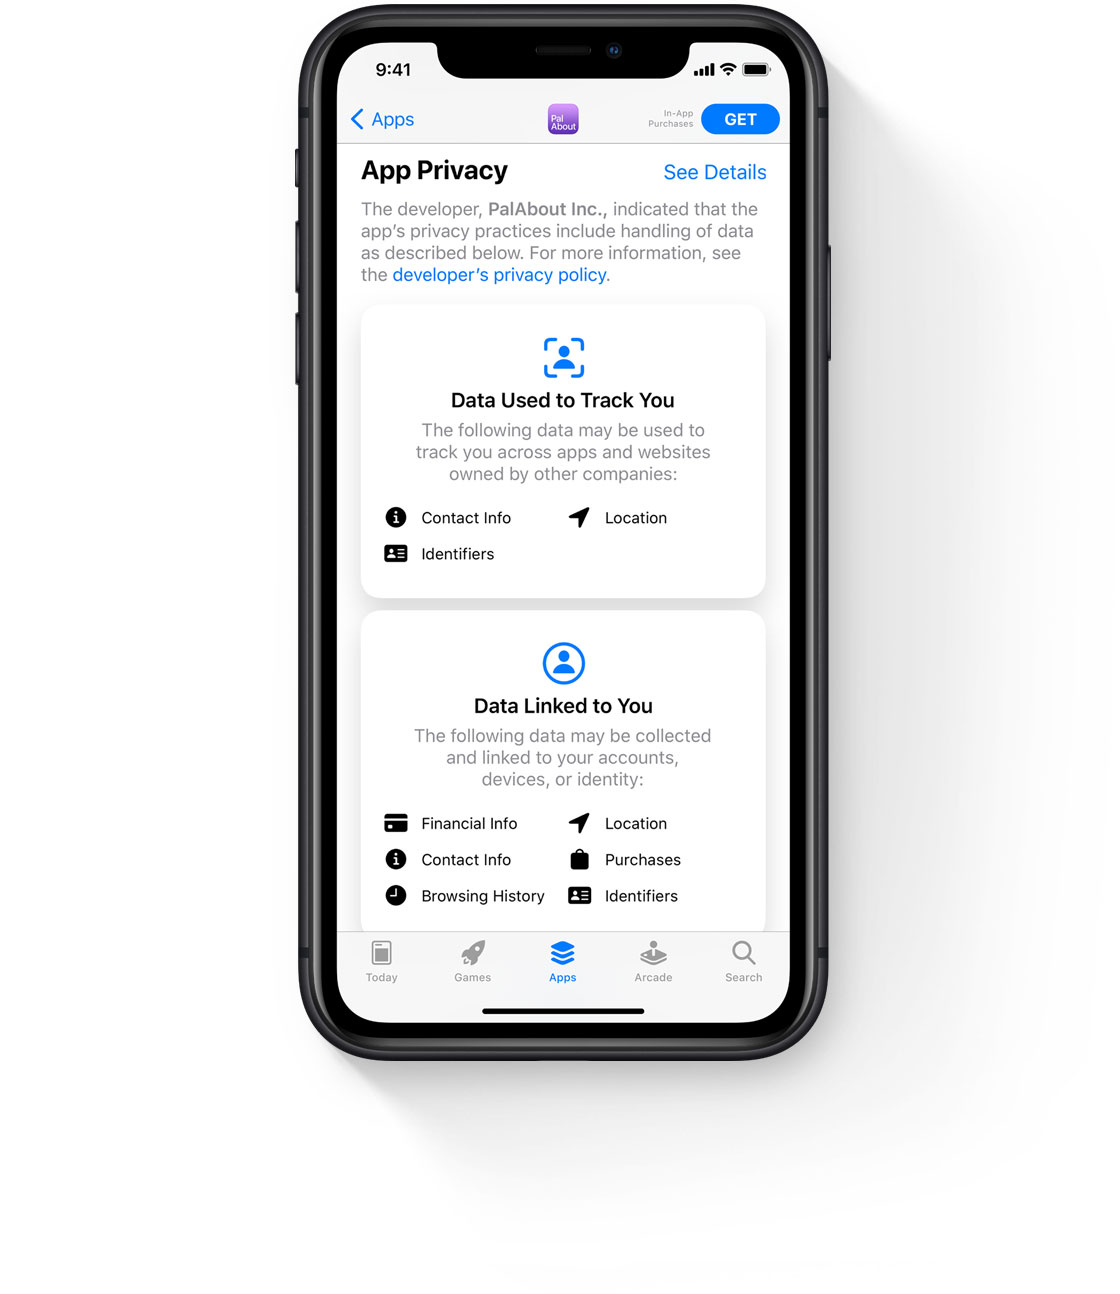 9:41
Apps
Pal
About
In-App
Purchases
GET
App Privacy
See Details
The developer, PalAbout Inc., indicated that the
app’s privacy practices include handling of data
as described below. For more information, see
the developer’s privacy policy.
Data Used to Track You
The following data may be used to
track you across apps and websites
owned by other companies:
Contact Info
Location
Identifiers
Data Linked to You
The following data may be collected
and linked to your accounts,
devices, or identity:
Financial Info
Location
Contact Info
Purchases
Browsing History
Identifiers
Today
Games
Apps
Arcade
Search